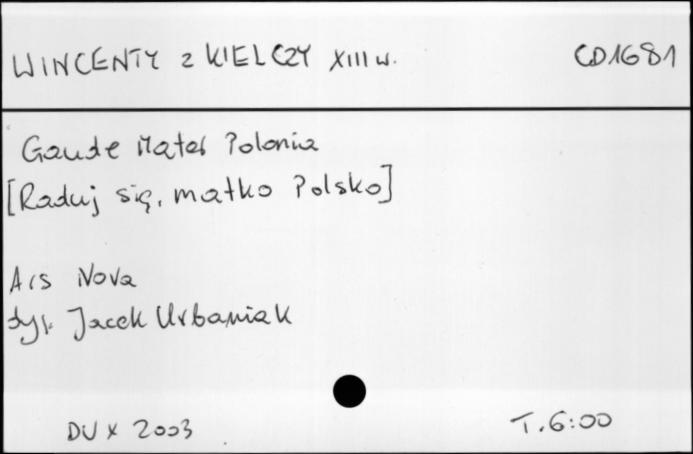 WINCENTY z KIELCZY XIII w. CD1681
Gaude Mater Polonia
[Raduj się, matko Polsko]
Ars Nova
dyr. Jacek Urbaniak
DUX 2003 T.6:00